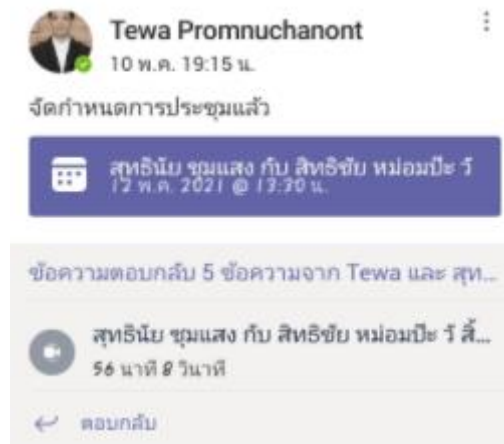 Tewa Promnuchanont
10 พ.ค. 19:15 น.
จัดกำหนดการประชุมแล้ว
สุทธินัย ชุมแสง กับ สิทธิชัย หม่อมป๊ะ วั
12 พ.ค. 2021 @ 13:30 น.
ข้อความตอบกลับ 5 ข้อความจาก Tewa และ สุท...
สุทธินัย ชุมแสง กับ สิทธิชัย หม่อมป๊ะ วั สิ้...
56 นาที 8 วินาที
ตอบกลับ